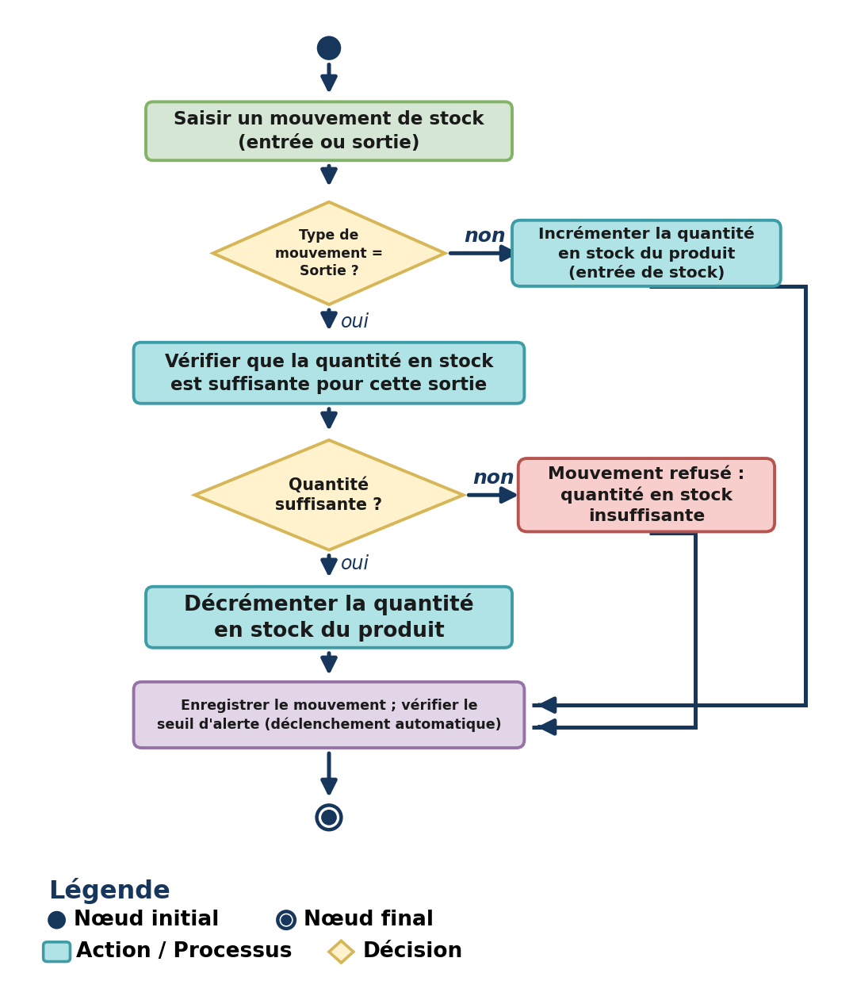 Saisir un mouvement de stock
(entrée ou sortie)
Type de
mouvement =
Sortie ?
non
Incrémenter la quantité
en stock du produit
(entrée de stock)
oui
Vérifier que la quantité en stock
est suffisante pour cette sortie
Quantité
suffisante ?
non
Mouvement refusé :
quantité en stock
insuffisante
oui
Décrémenter la quantité
en stock du produit
Enregistrer le mouvement ; vérifier le
seuil d'alerte (déclenchement automatique)
Légende
Nœud initial
Nœud final
Action / Processus
Décision